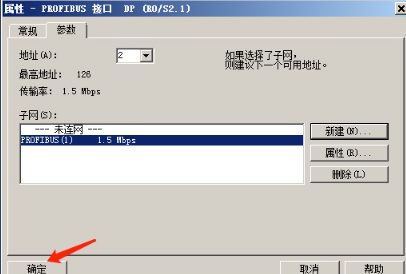 属性 - PROFIBUS 接口  DP (R0/S2.1)
常规 参数
地址(A): 2
如果选择了子网,
则建议下一个可用地址。
最高地址: 126
传输率: 1.5 Mbps
子网(S):
--- 未连网 ---
PROFIBUS(1) 1.5 Mbps
新建(N)...
属性(R)...
删除(L)
确定 取消 帮助